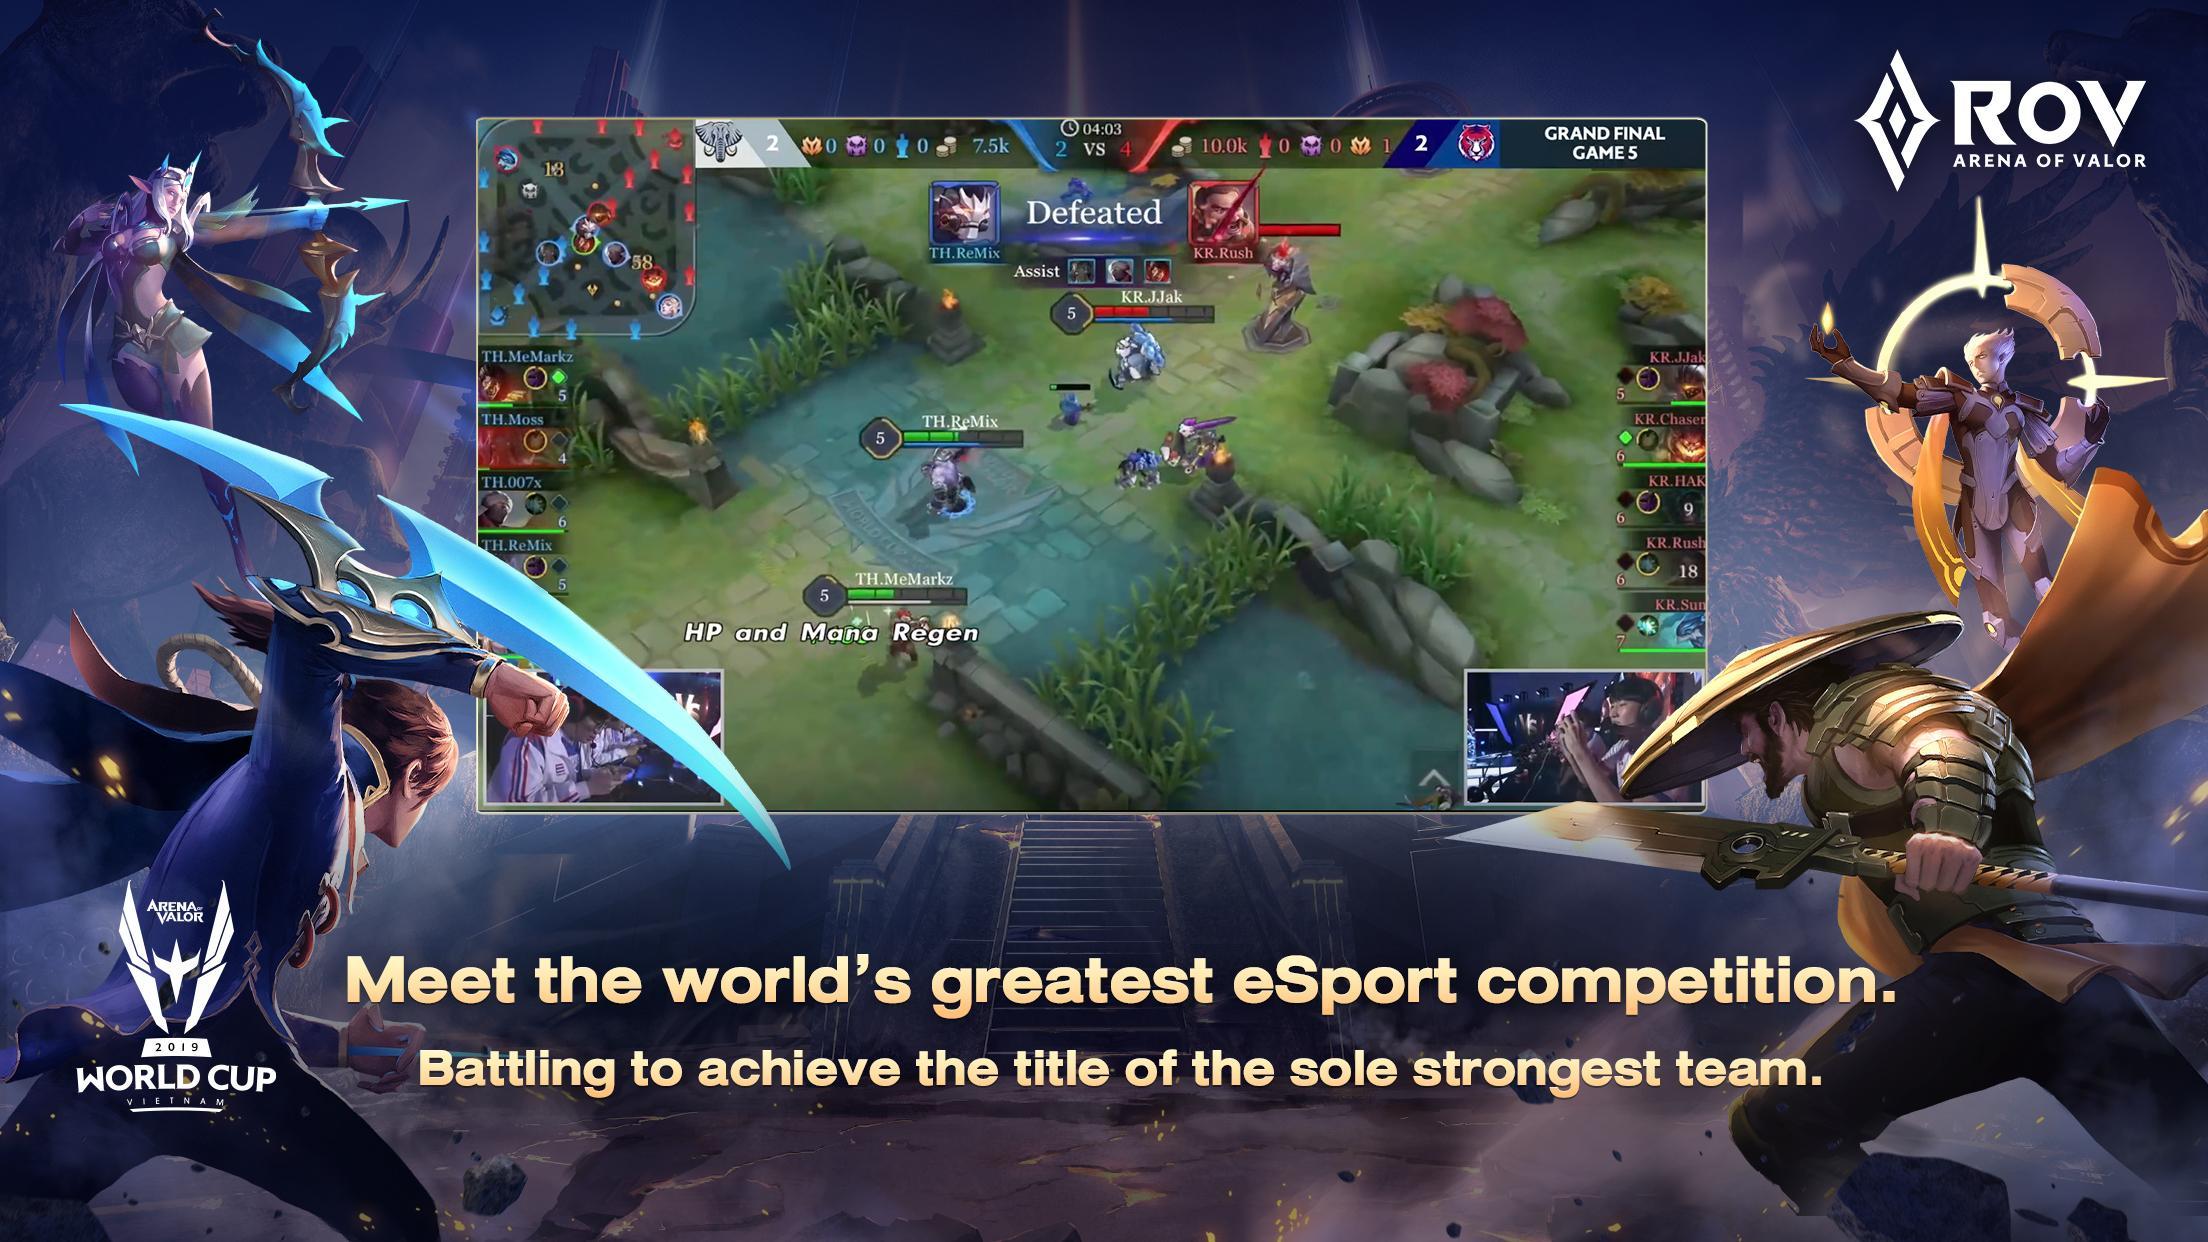 ROV
ARENA OF VALOR
2 0 0 0 7.5k
04:03
2 VS 4
10.0k 0 0 1 2
GRAND FINAL
GAME 5
13
58
TH.ReMix
Defeated
KR.Rush
Assist
KR.JJak
5
TH.ReMix
5
TH.MeMarkz
5
HP and Mana Regen
TH.MeMarkz
5
TH.Moss
4
TH.007x
6
TH.ReMix
5
KR.JJak
5
KR.Chaser
6
KR.HAK
6 9
KR.Rush
6 18
KR.Sun
7
ARENA OF
VALOR
2019
WORLD CUP
VIETNAM
Meet the world's greatest eSport competition.
Battling to achieve the title of the sole strongest team.